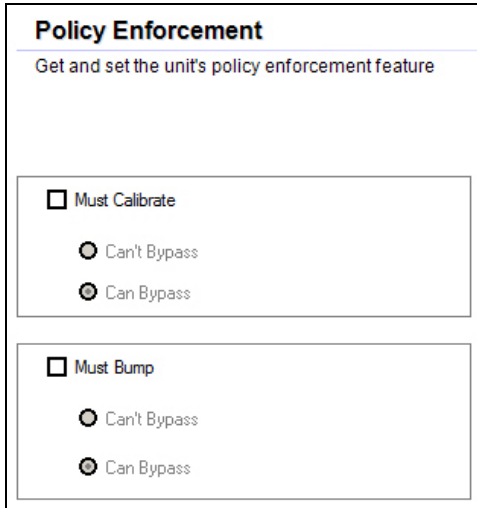 Policy Enforcement
Get and set the unit's policy enforcement feature
Must Calibrate
Can't Bypass
Can Bypass
Must Bump
Can't Bypass
Can Bypass